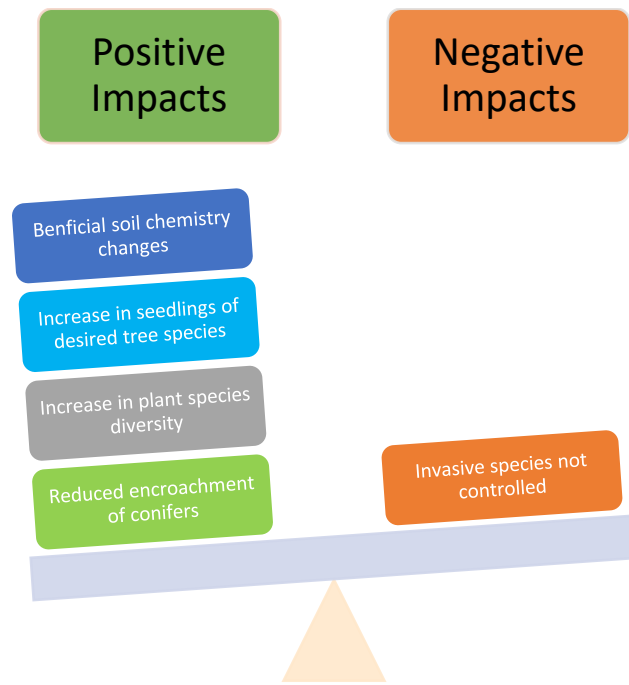 Positive
Impacts
Negative
Impacts
Benficial soil chemistry
changes
Increase in seedlings of
desired tree species
Increase in plant species
diversity
Reduced encroachment
of conifers
Invasive species not
controlled